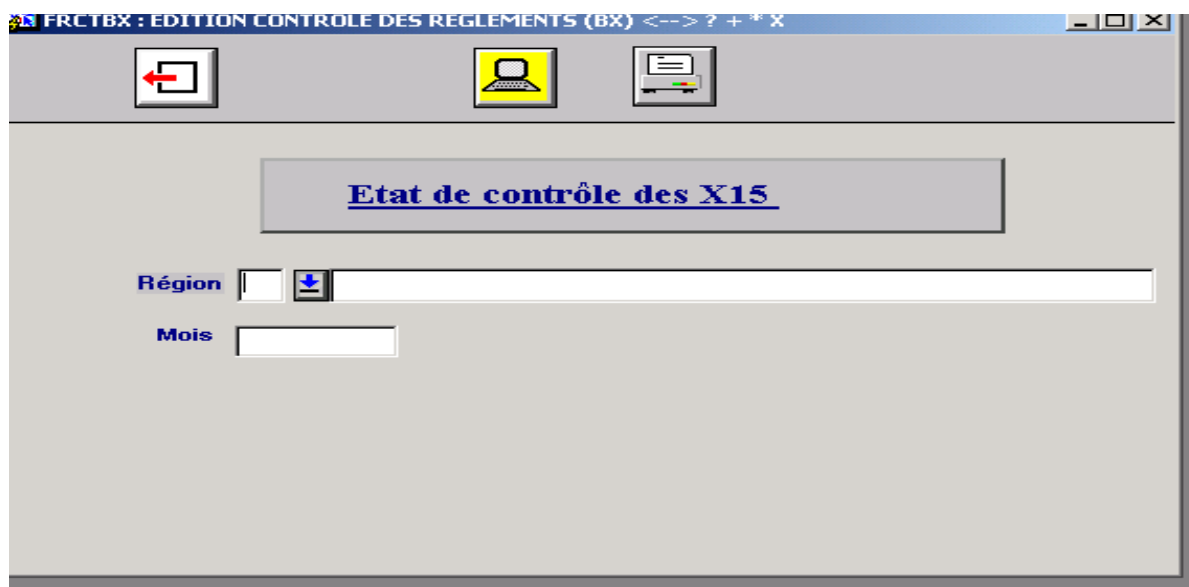 FRCTBX : EDITION CONTROLE DES REGLEMENTS (BX) <--> ? + * X
Etat de contrôle des X15
Région
Mois